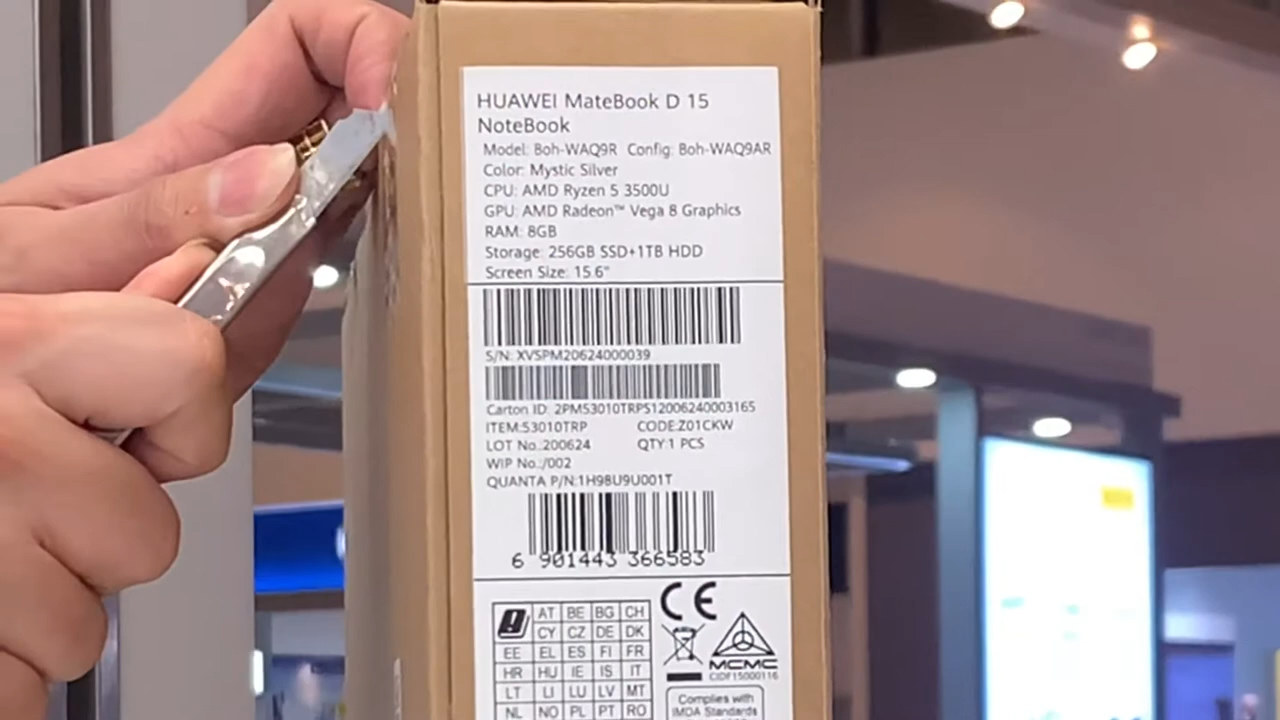 HUAWEI MateBook D 15
NoteBook
Model: Boh-WAQ9R Config: Boh-WAQ9AR
Color: Mystic Silver
CPU: AMD Ryzen 5 3500U
GPU: AMD Radeon™ Vega 8 Graphics
RAM: 8GB
Storage: 256GB SSD+1TB HDD
Screen Size: 15.6"
S/N: XVSPM20624000039
Carton ID: 2PM53010TRPS12006240003165
ITEM:53010TRP CODE:Z01CKW
LOT No.:200624 QTY:1 PCS
WIP No.:/002
QUANTA P/N:1H98U9U001T
6 901443 366583
CE
AT BE BG CH
CY CZ DE DK
EE EL ES FI FR
HR HU IE IS IT
LT LI LU LV MT
NL NO PL PT RO
MCMC
CIDF15000116
Complies with
IMDA Standards